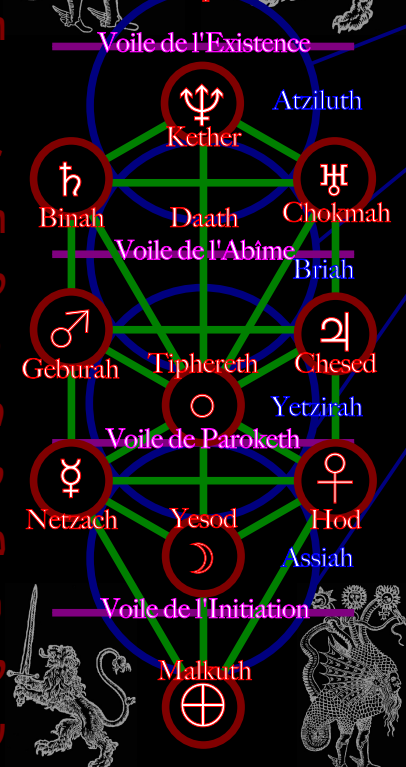 Voile de l'Existence
Atziluth
Kether
Binah
Daath
Chokmah
Voile de l'Abîme
Briah
Geburah
Tiphereth
Chesed
Yetzirah
Voile de Paroketh
Netzach
Yesod
Hod
Assiah
Voile de l'Initiation
Malkuth